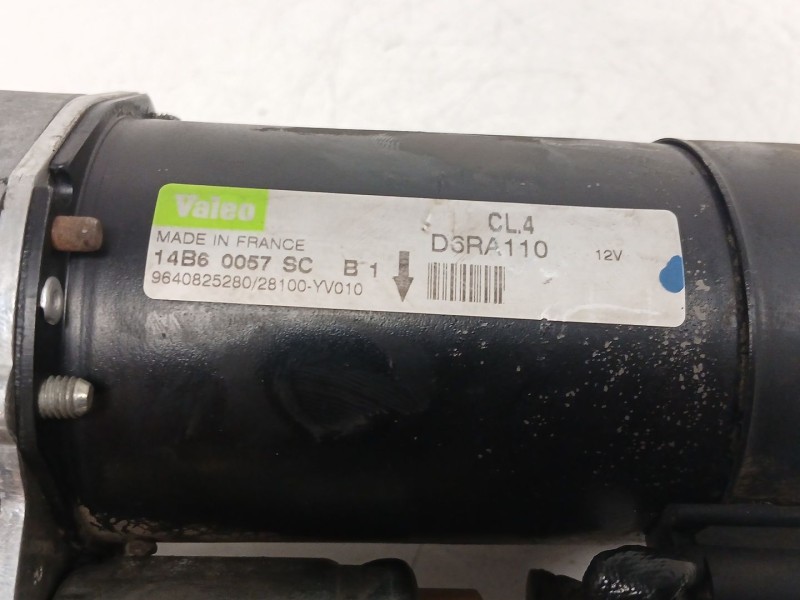 Valeo
CL.4
MADE IN FRANCE
D6RA110
12V
14B6 0057 SC B 1
9640825280/28100-YV010